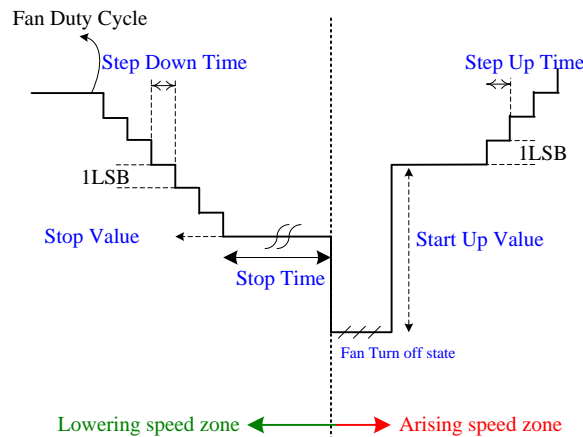 Fan Duty Cycle
Step Down Time
Step Up Time
1LSB
1LSB
Stop Value
Start Up Value
Stop Time
Fan Turn off state
Lowering speed zone
Arising speed zone